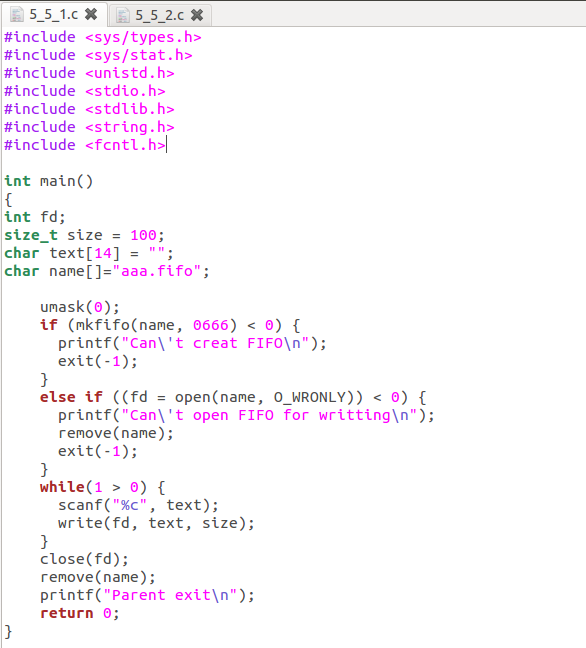 5_5_1.c 5_5_2.c
#include <sys/types.h>
#include <sys/stat.h>
#include <unistd.h>
#include <stdio.h>
#include <stdlib.h>
#include <string.h>
#include <fcntl.h>
int main()
{
int fd;
size_t size = 100;
char text[14] = "";
char name[]="aaa.fifo";
umask(0);
if (mkfifo(name, 0666) < 0) {
printf("Can\'t creat FIFO\n");
exit(-1);
}
else if ((fd = open(name, O_WRONLY)) < 0) {
printf("Can\'t open FIFO for writting\n");
remove(name);
exit(-1);
}
while(1 > 0) {
scanf("%c", text);
write(fd, text, size);
}
close(fd);
remove(name);
printf("Parent exit\n");
return 0;
}